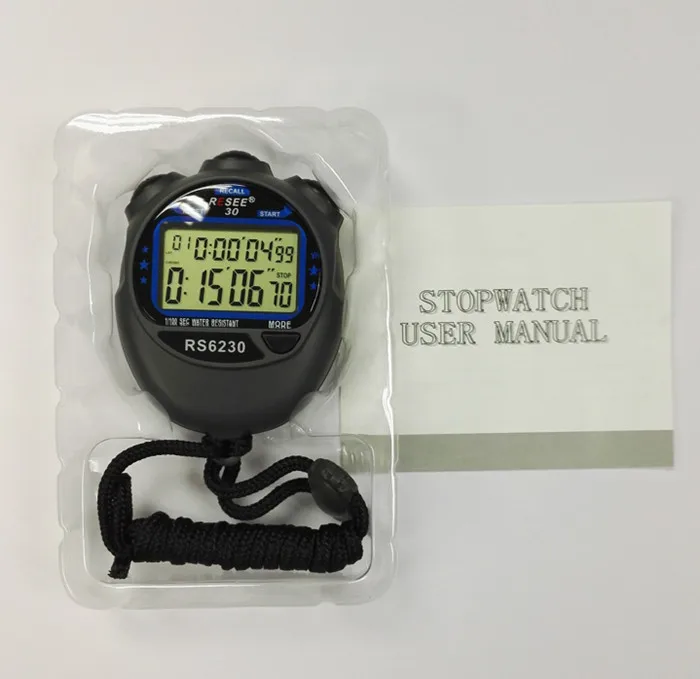 RECALL
RESEE®
30
START
01 0:00'04"99
STOP
0:15'06"70
1/100 SEC WATER RESISTANT
MODE
RS6230
STOPWATCH
USER MANUAL